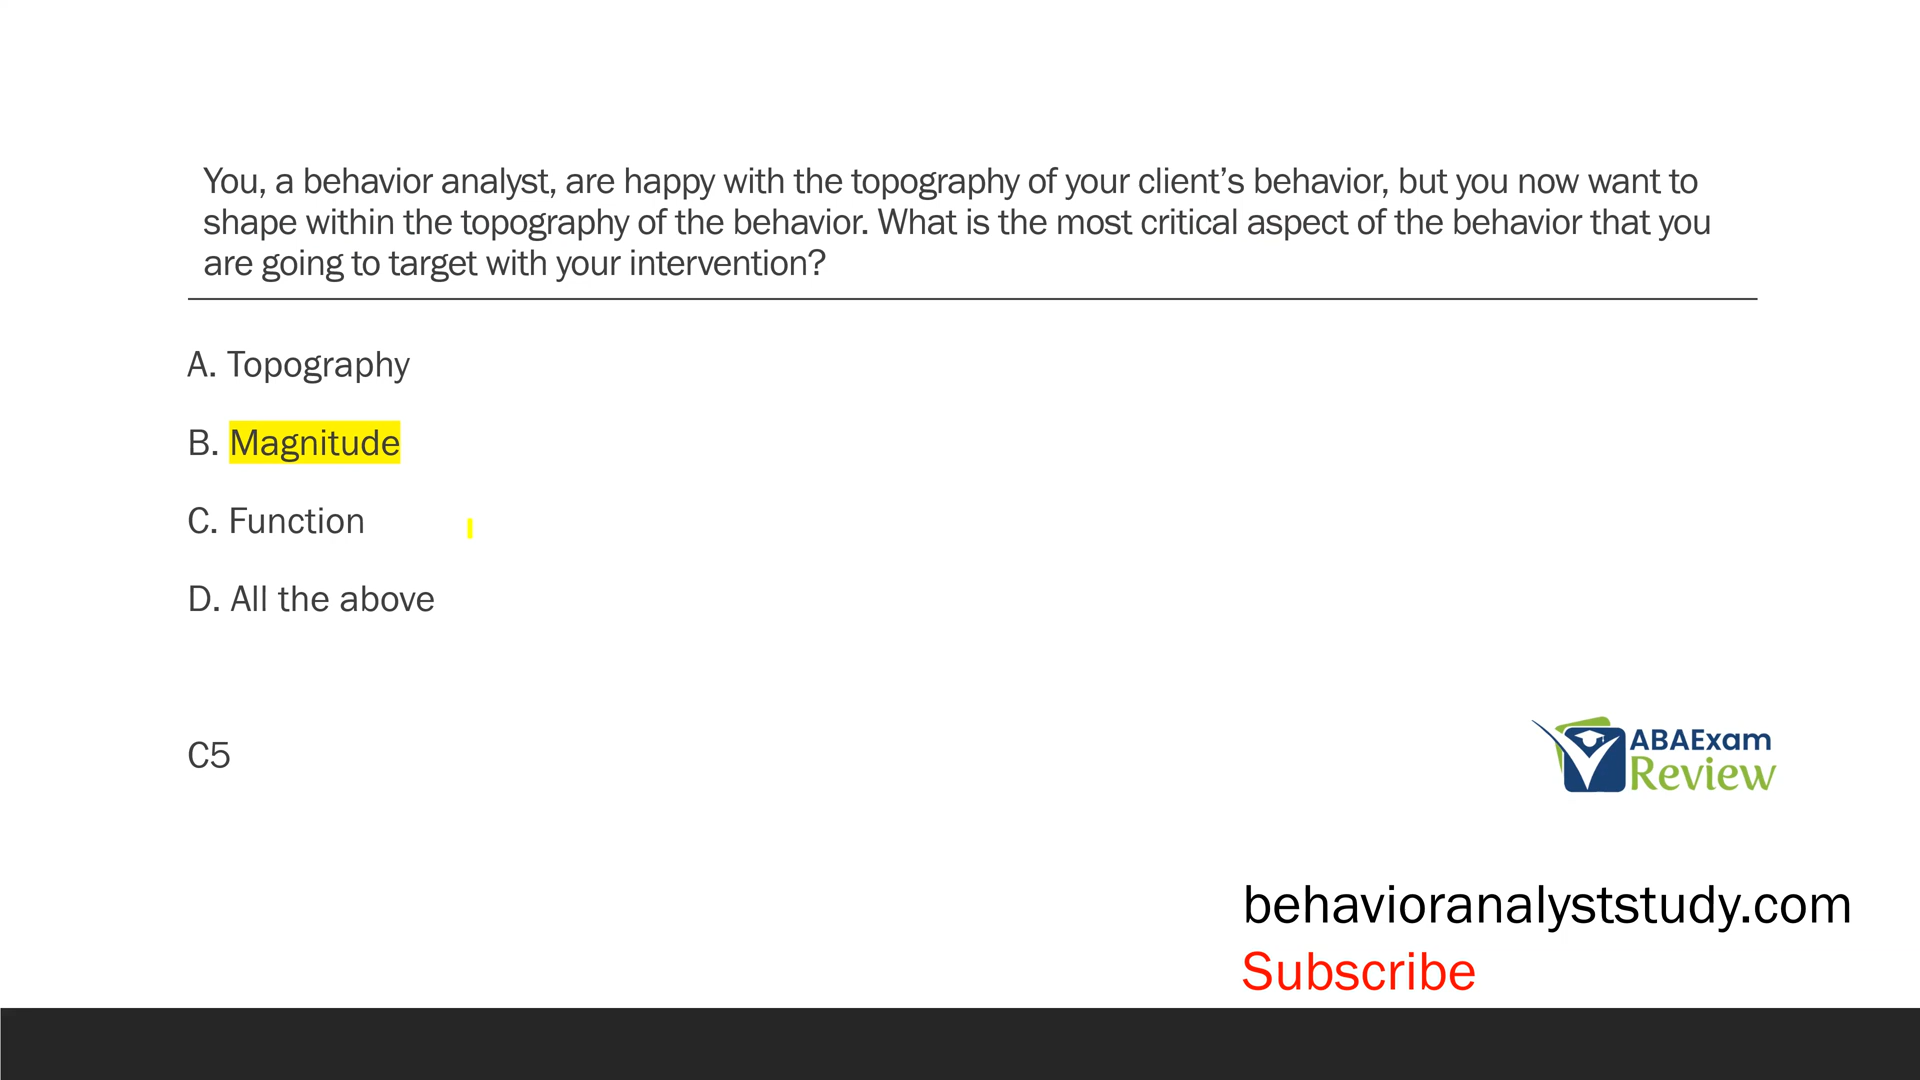 You, a behavior analyst, are happy with the topography of your client’s behavior, but you now want to
shape within the topography of the behavior. What is the most critical aspect of the behavior that you
are going to target with your intervention?
A. Topography
B. Magnitude
C. Function
D. All the above
C5
ABAExam
Review
behavioranalyststudy.com
Subscribe